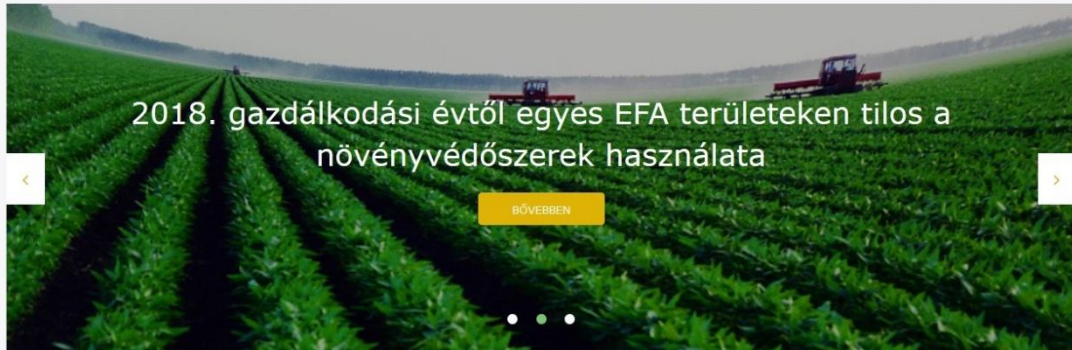 2018. gazdálkodási évtől egyes EFA területeken tilos a
növényvédőszerek használata
BŐVEBBEN